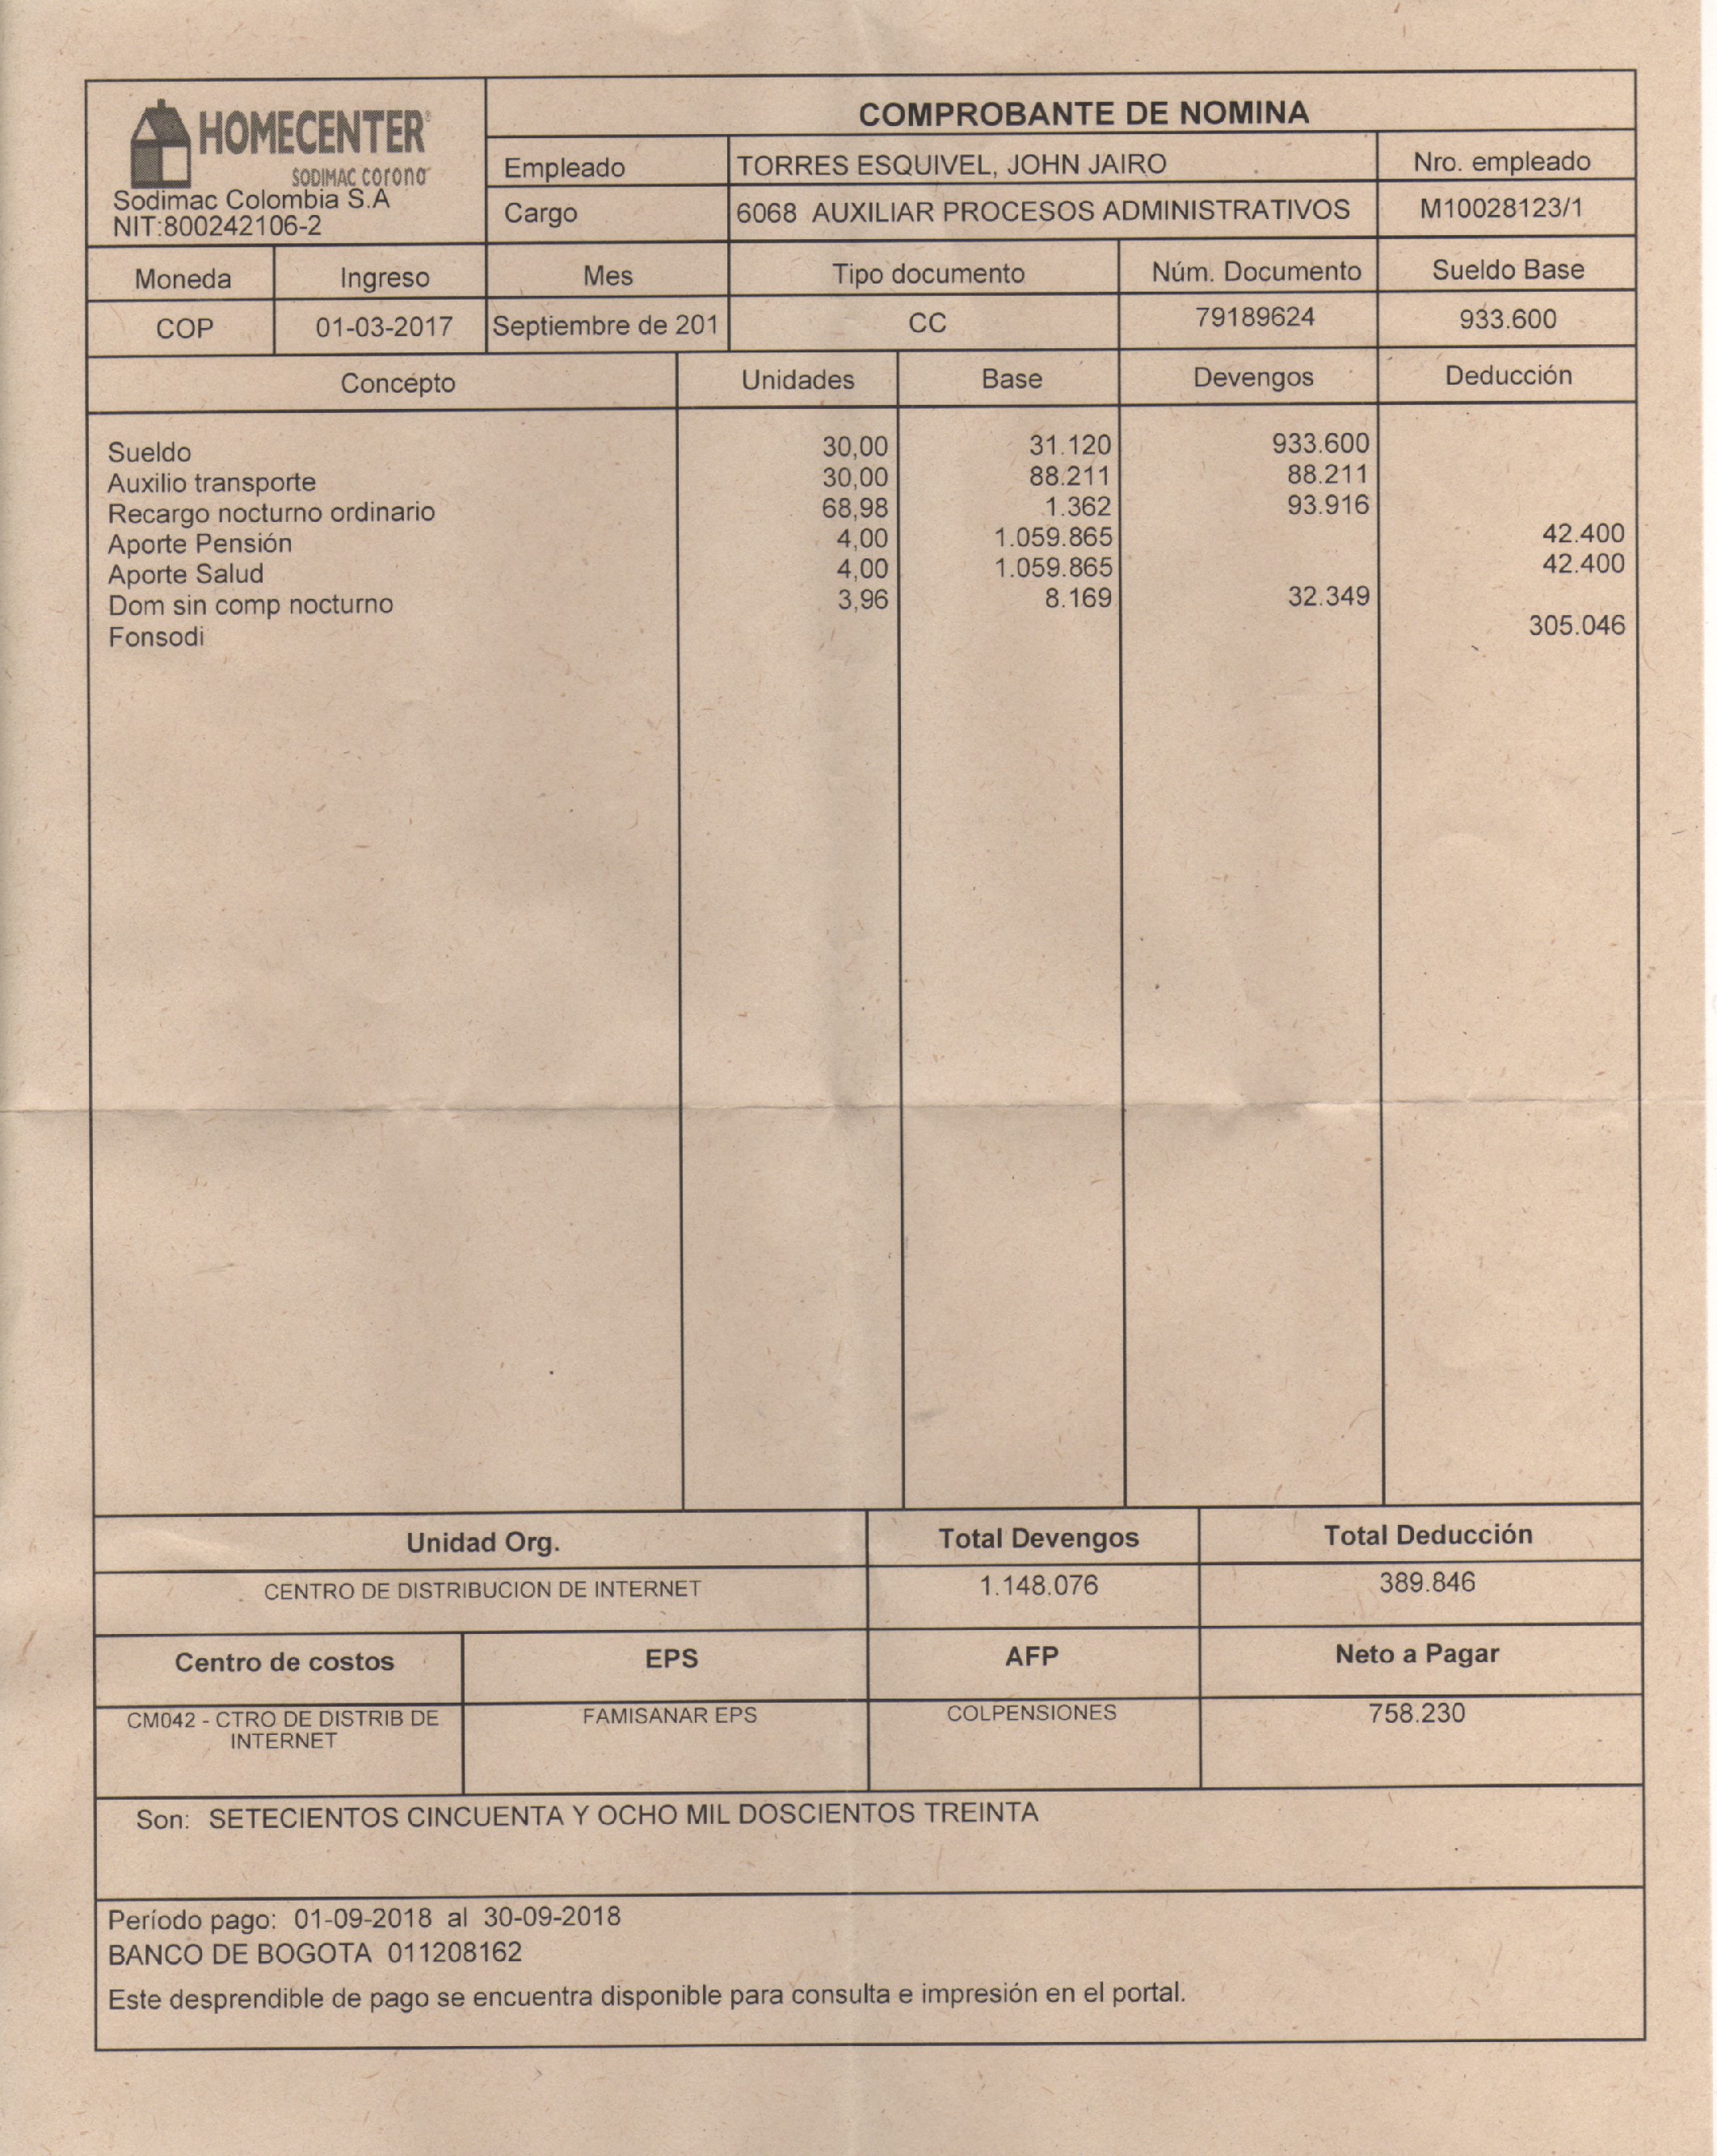 HOMECENTER
SODIMAC corona
Sodimac Colombia S.A
NIT:800242106-2
COMPROBANTE DE NOMINA
Empleado TORRES ESQUIVEL, JOHN JAIRO Nro. empleado
Cargo 6068 AUXILIAR PROCESOS ADMINISTRATIVOS M10028123/1
Moneda Ingreso Mes Tipo documento Núm. Documento Sueldo Base
COP 01-03-2017 Septiembre de 201 CC 79189624 933.600
Concepto Unidades Base Devengos Deducción
Sueldo 30,00 31.120 933.600
Auxilio transporte 30,00 88.211 88.211
Recargo nocturno ordinario 68,98 1.362 93.916
Aporte Pensión 4,00 1.059.865 42.400
Aporte Salud 4,00 1.059.865 42.400
Dom sin comp nocturno 3,96 8.169 32.349
Fonsodi 305.046
Unidad Org. Total Devengos Total Deducción
CENTRO DE DISTRIBUCION DE INTERNET 1.148.076 389.846
Centro de costos EPS AFP Neto a Pagar
CM042 - CTRO DE DISTRIB DE FAMISANAR EPS COLPENSIONES 758.230
INTERNET
Son: SETECIENTOS CINCUENTA Y OCHO MIL DOSCIENTOS TREINTA
Período pago: 01-09-2018 al 30-09-2018
BANCO DE BOGOTA 011208162
Este desprendible de pago se encuentra disponible para consulta e impresión en el portal.